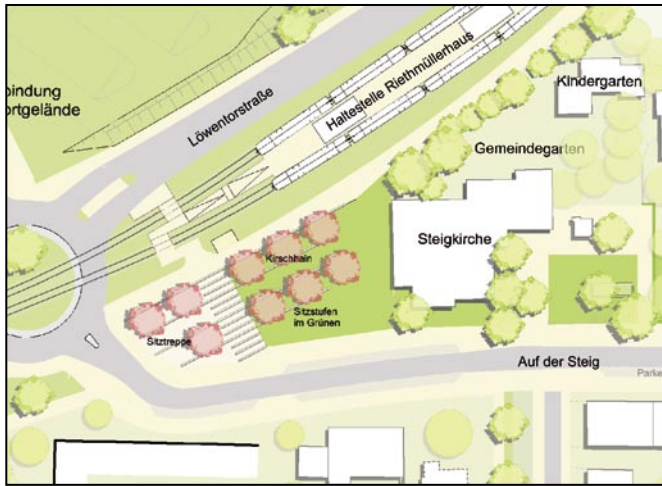 bindung
ortgelände
Löwentorstraße
Haltestelle Riethmüllerhaus
Kindergarten
Gemeindegarten
Steigkirche
Kirschhain
Sitzstufen
im Grünen
Sitztreppe
Auf der Steig
Parke